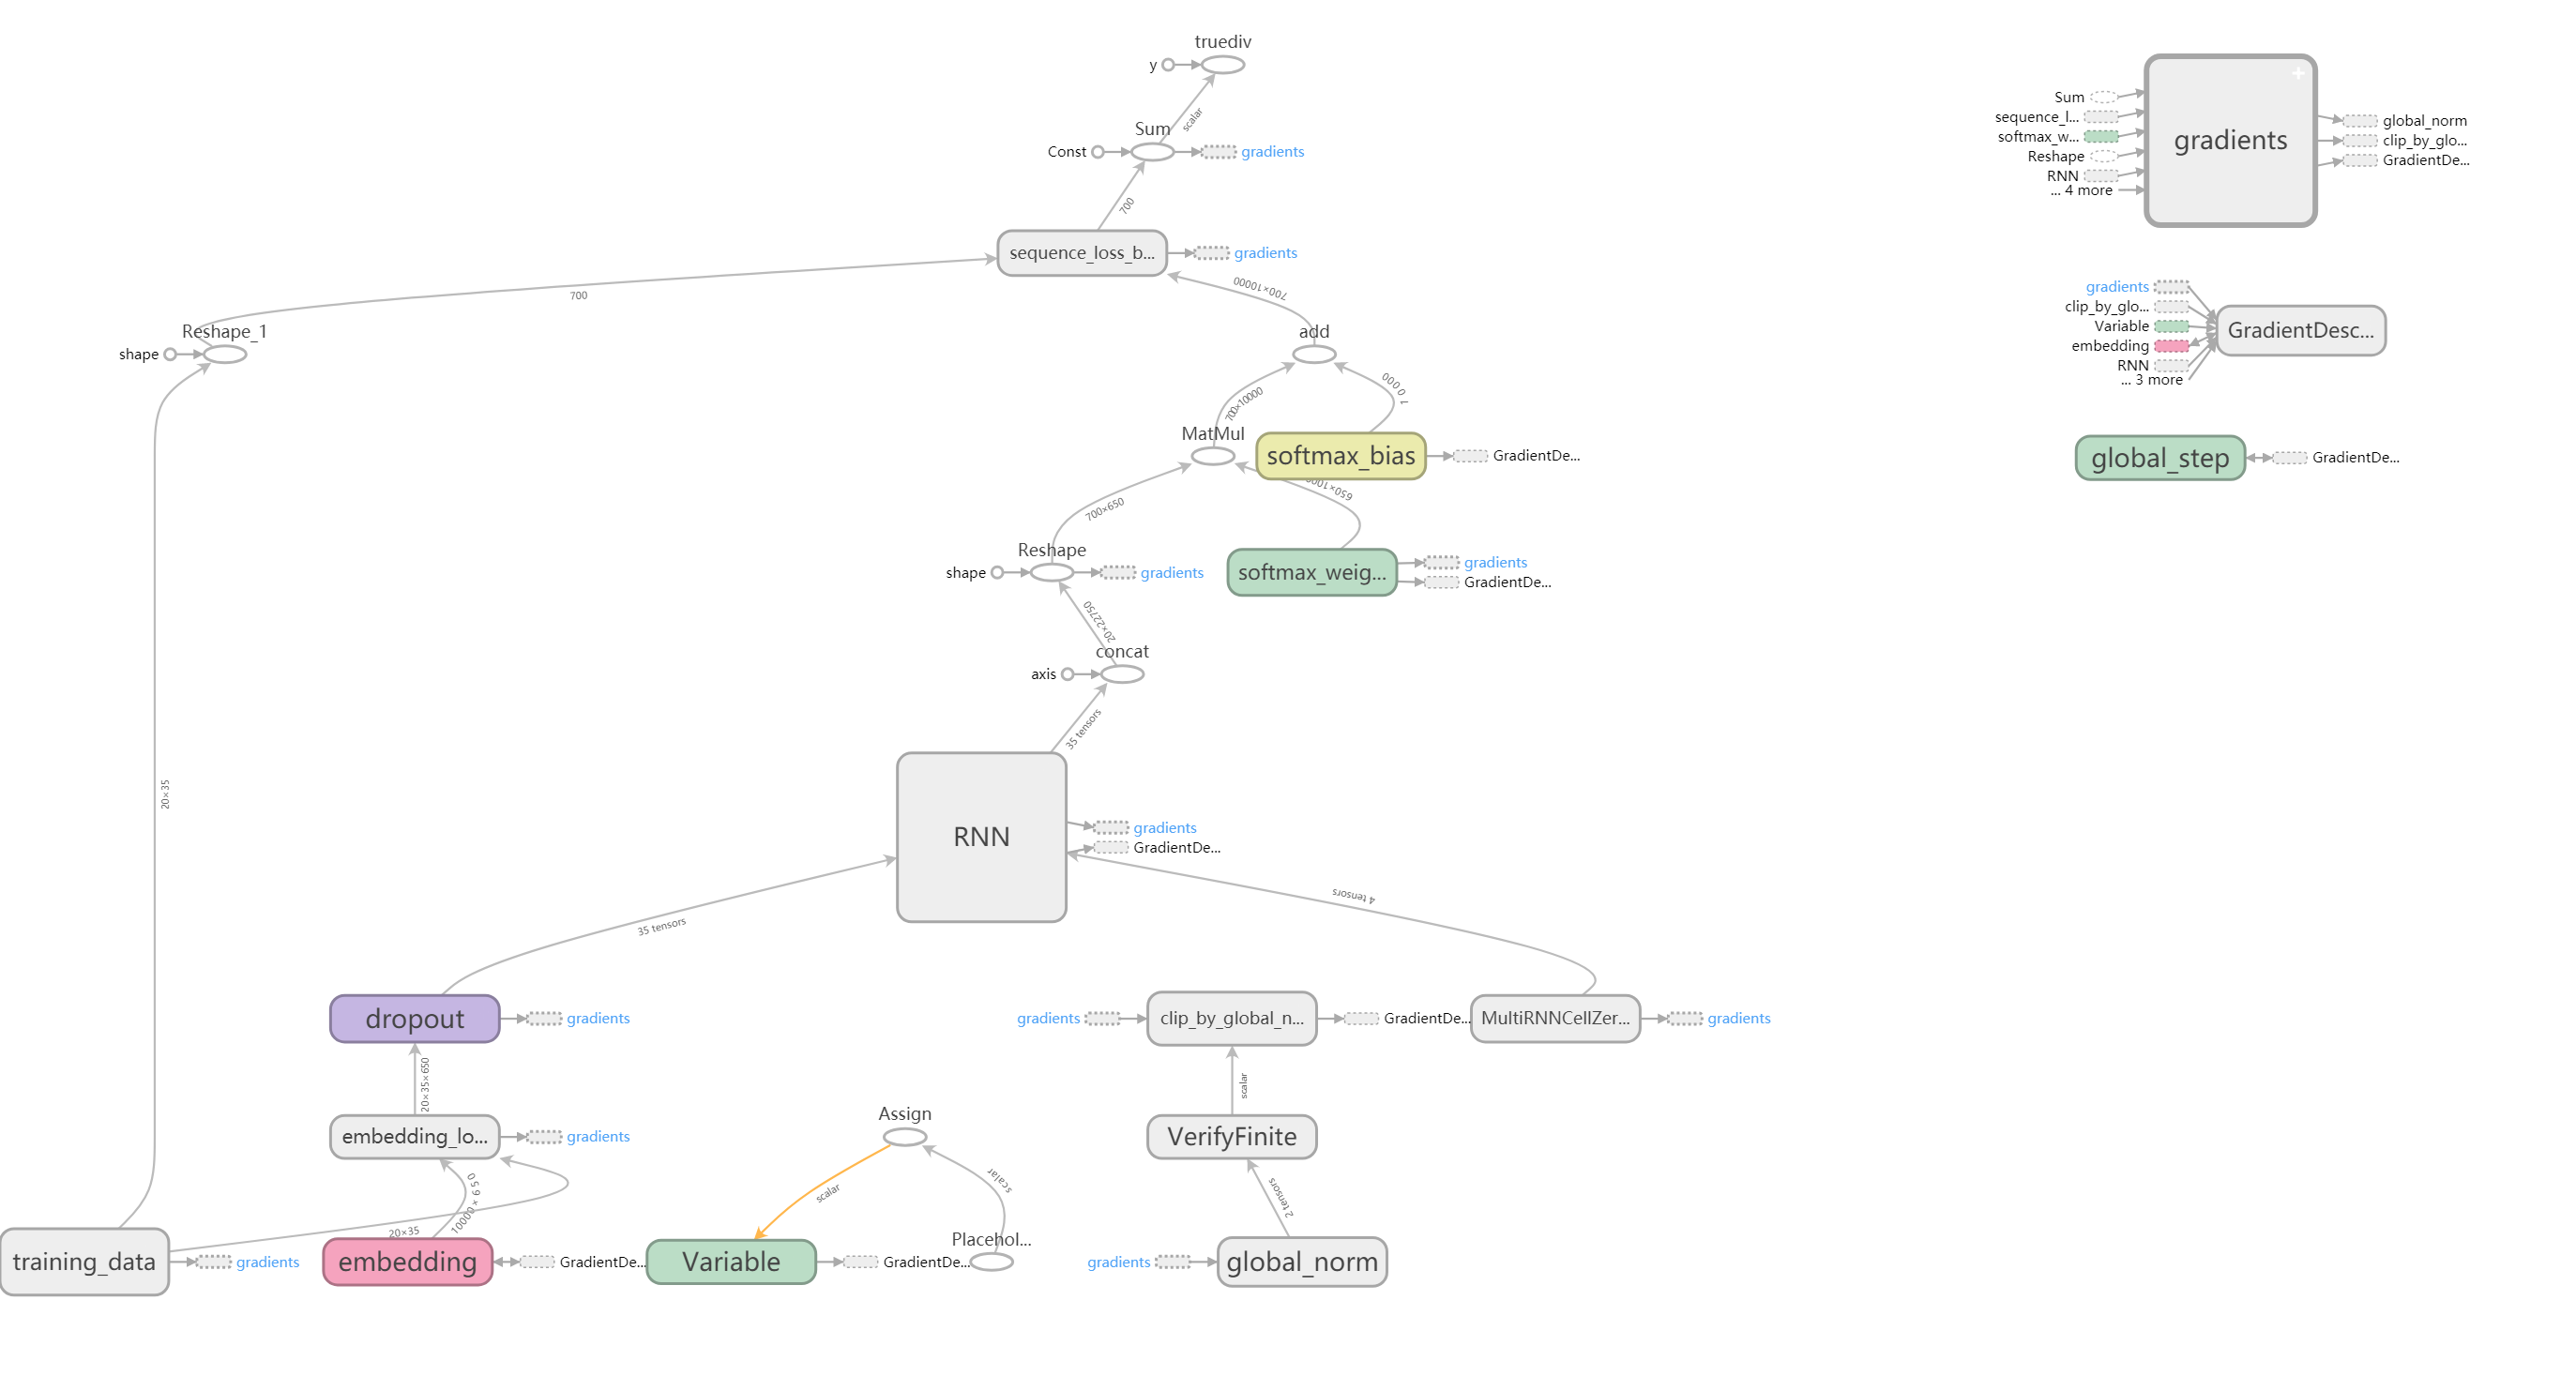 truediv
y
scalar
Sum
Const
gradients
700
sequence_loss_b...
gradients
700
700×10000
Reshape_1
shape
add
700×10000
10000
MatMul
softmax_bias
GradientDe...
700×650
Reshape
shape
gradients
softmax_weig...
gradients
GradientDe...
20×22750
concat
axis
35 tensors
20×35
RNN
gradients
GradientDe...
35 tensors
4 tensors
dropout
gradients
gradients
clip_by_global_n...
GradientDe...
MultiRNNCellZer...
gradients
20×35×650
scalar
embedding_lo...
gradients
Assign
VerifyFinite
scalar
scalar
2 tensors
20×35
10000×650
training_data
gradients
embedding
GradientDe...
Variable
GradientDe...
Placehol...
gradients
global_norm
Sum
sequence_l...
softmax_w...
Reshape
RNN
... 4 more
gradients
global_norm
clip_by_glo...
GradientDe...
gradients
clip_by_glo...
Variable
embedding
RNN
... 3 more
GradientDesc...
global_step
GradientDe...